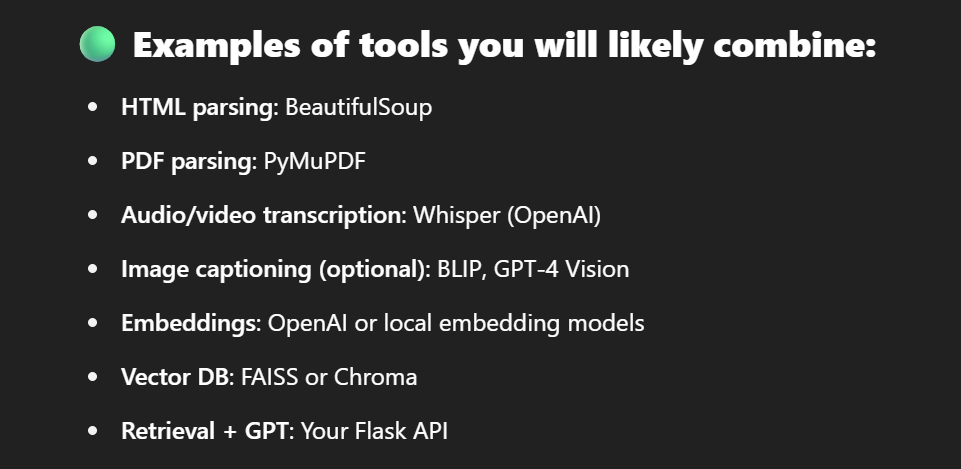 Examples of tools you will likely combine:
• HTML parsing: BeautifulSoup
• PDF parsing: PyMuPDF
• Audio/video transcription: Whisper (OpenAI)
• Image captioning (optional): BLIP, GPT-4 Vision
• Embeddings: OpenAI or local embedding models
• Vector DB: FAISS or Chroma
• Retrieval + GPT: Your Flask API